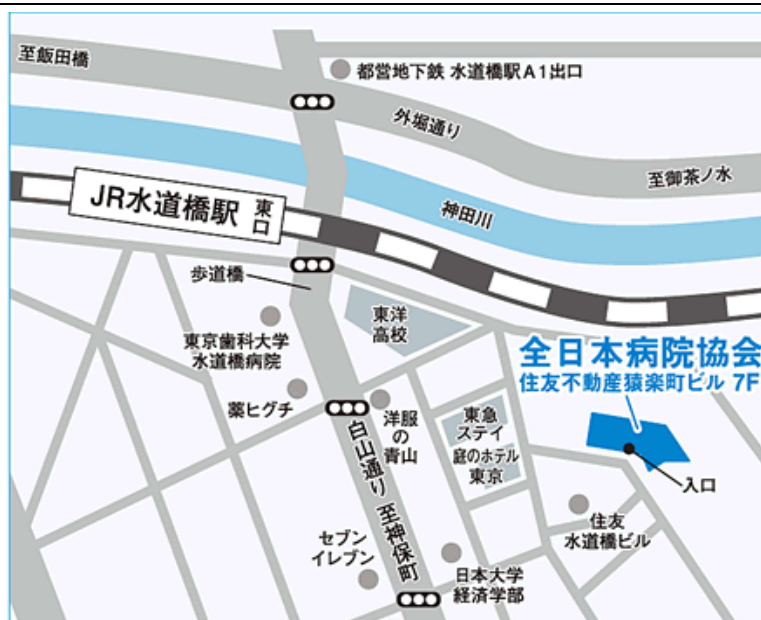 至飯田橋
都営地下鉄 水道橋駅A1出口
外堀通り
至御茶ノ水
JR水道橋駅 東口
神田川
歩道橋
東洋
高校
東京歯科大学
水道橋病院
全日本病院協会
住友不動産猿楽町ビル 7F
薬ヒグチ
洋服の青山
東急
ステイ
庭のホテル
東京
白山通り 至神保町
入口
住友
水道橋ビル
セブン
イレブン
日本大学
経済学部